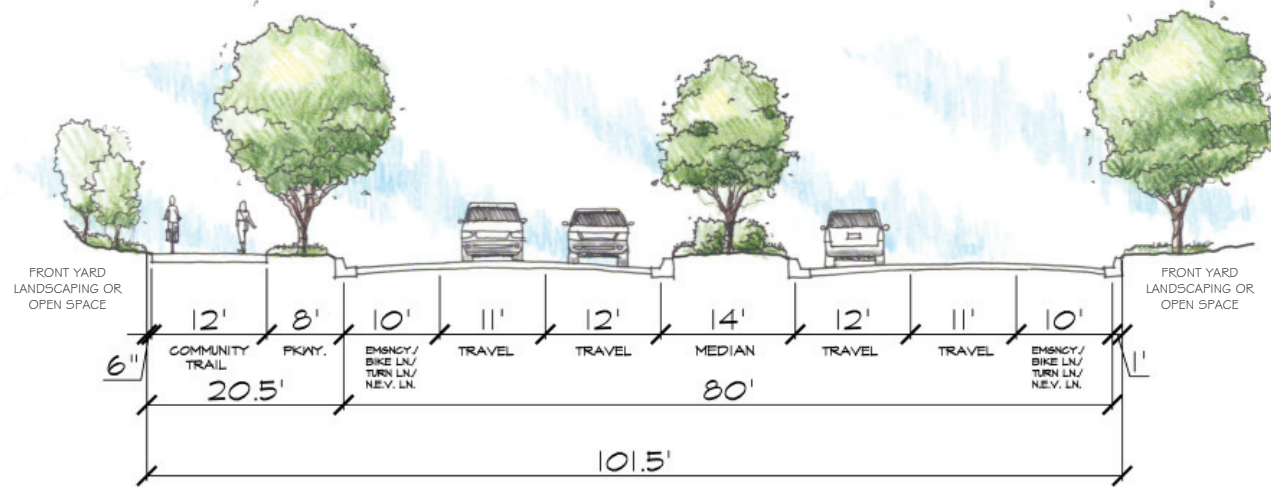 FRONT YARD
LANDSCAPING OR
OPEN SPACE
FRONT YARD
LANDSCAPING OR
OPEN SPACE
12' 8' 10' 11' 12' 14' 12' 11' 10'
6" COMMUNITY
TRAIL
PKWY.
EMGNCY./
BIKE LN./
TURN LN./
N.E.V. LN.
TRAVEL
TRAVEL
MEDIAN
TRAVEL
TRAVEL
EMGNCY./
BIKE LN./
TURN LN./
N.E.V. LN.
1'
20.5' 80'
101.5'